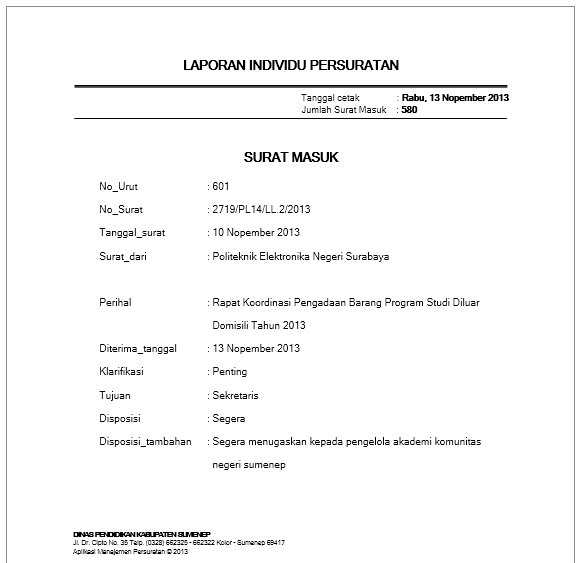 LAPORAN INDIVIDU PERSURATAN
Tanggal cetak : Rabu, 13 Nopember 2013
Jumlah Surat Masuk : 580
SURAT MASUK
No_Urut : 601
No_Surat : 2719/PL14/LL.2/2013
Tanggal_surat : 10 Nopember 2013
Surat_dari : Politeknik Elektronika Negeri Surabaya
Perihal : Rapat Koordinasi Pengadaan Barang Program Studi Diluar
Domisili Tahun 2013
Diterima_tanggal : 13 Nopember 2013
Klarifikasi : Penting
Tujuan : Sekretaris
Disposisi : Segera
Disposisi_tambahan : Segera menugaskan kepada pengelola akademi komunitas
negeri sumenep
DINAS PENDIDIKAN KABUPATEN SUMENEP
Jl. Dr. Cipto No. 35 Telp. (0328) 662325 - 662322 Kolor - Sumenep 69417
Aplikasi Manajemen Persuratan © 2013